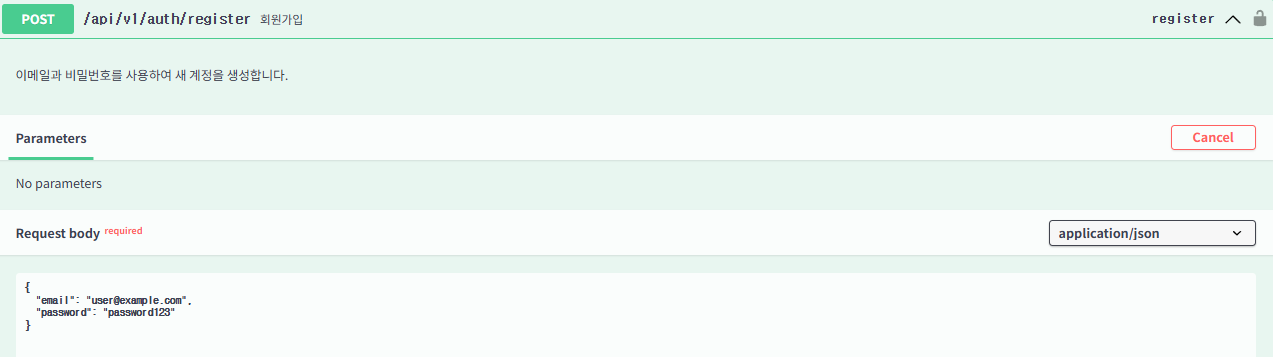 POST /api/v1/auth/register 회원가입 register
이메일과 비밀번호를 사용하여 새 계정을 생성합니다.
Parameters Cancel
No parameters
Request body required application/json
{
"email": "user@example.com",
"password": "password123"
}